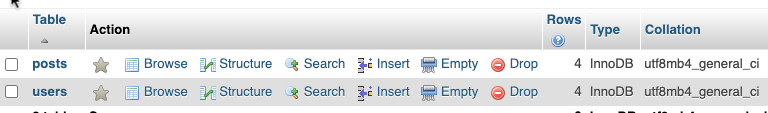 Table Action Rows Type Collation
posts Browse Structure Search Insert Empty Drop 4 InnoDB utf8mb4_general_ci
users Browse Structure Search Insert Empty Drop 4 InnoDB utf8mb4_general_ci